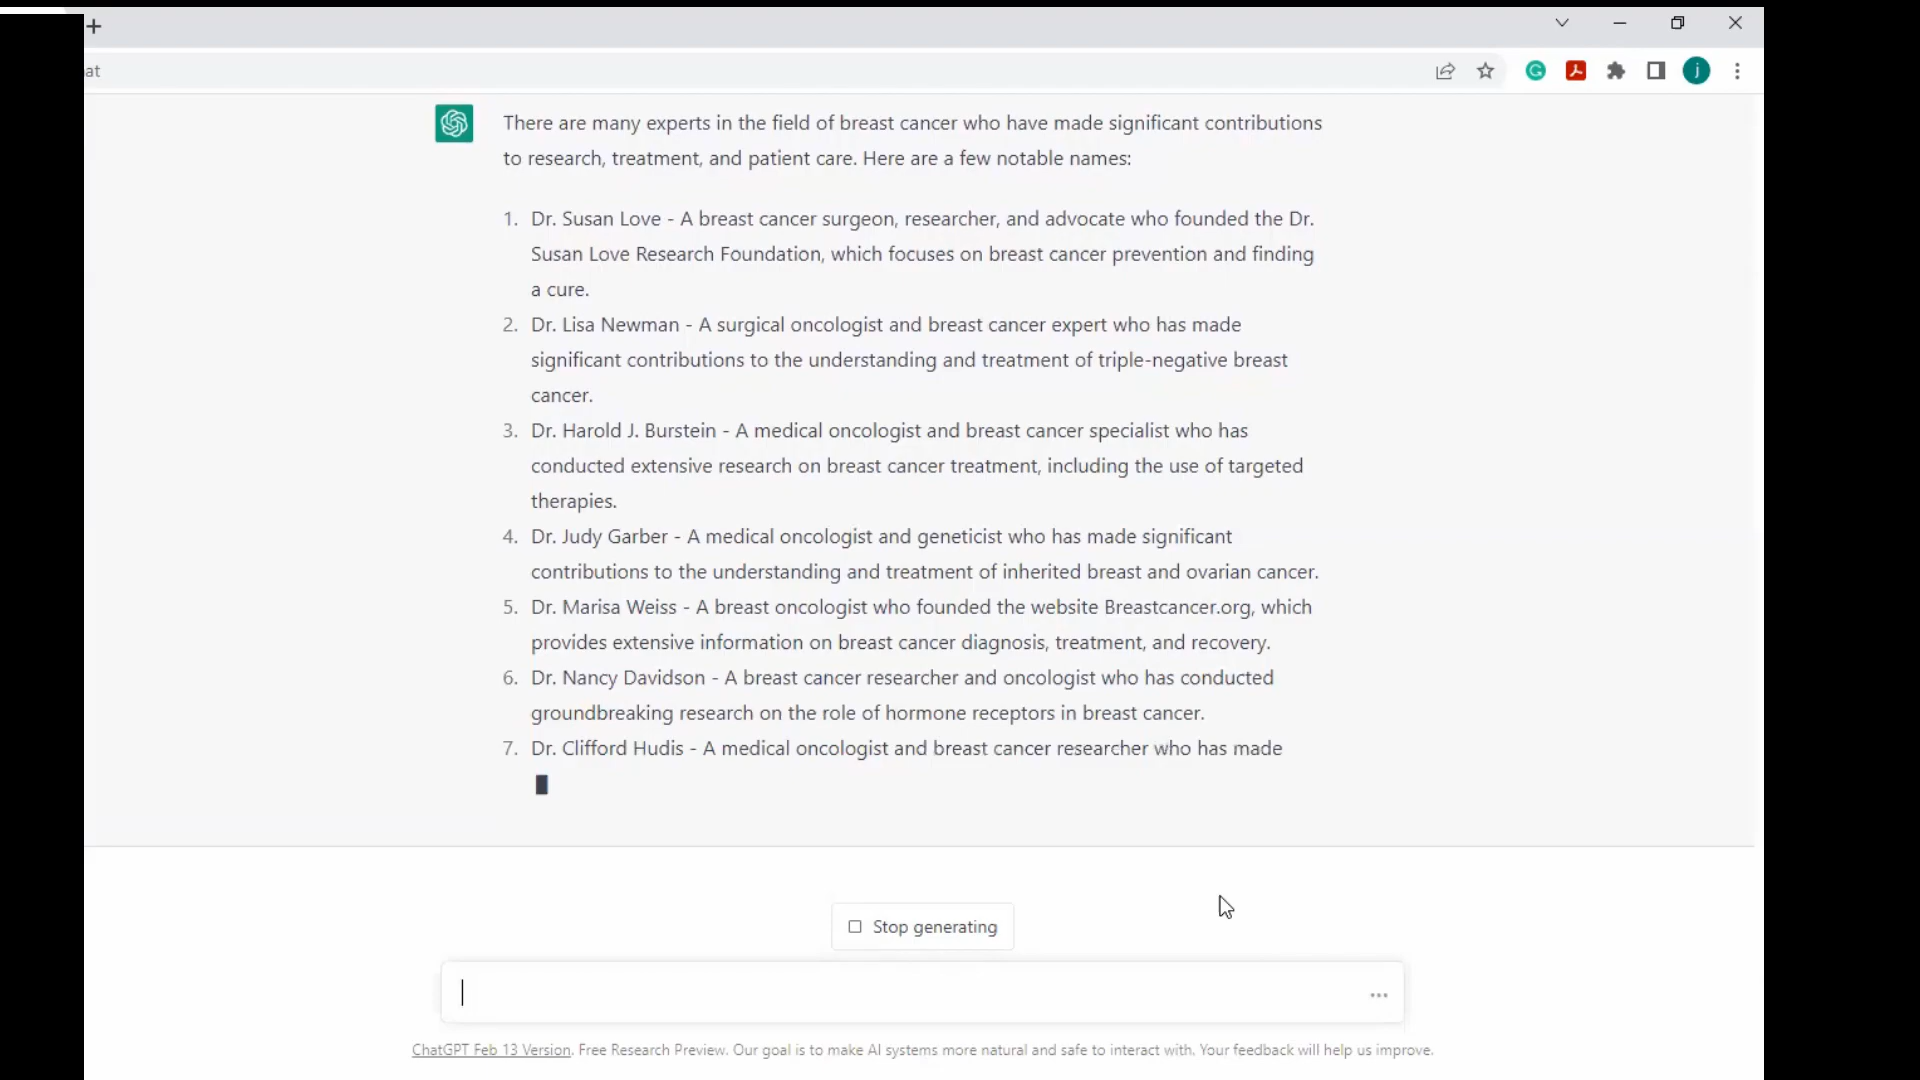 at
j
There are many experts in the field of breast cancer who have made significant contributions
to research, treatment, and patient care. Here are a few notable names:
1. Dr. Susan Love - A breast cancer surgeon, researcher, and advocate who founded the Dr.
Susan Love Research Foundation, which focuses on breast cancer prevention and finding
a cure.
2. Dr. Lisa Newman - A surgical oncologist and breast cancer expert who has made
significant contributions to the understanding and treatment of triple-negative breast
cancer.
3. Dr. Harold J. Burstein - A medical oncologist and breast cancer specialist who has
conducted extensive research on breast cancer treatment, including the use of targeted
therapies.
4. Dr. Judy Garber - A medical oncologist and geneticist who has made significant
contributions to the understanding and treatment of inherited breast and ovarian cancer.
5. Dr. Marisa Weiss - A breast oncologist who founded the website Breastcancer.org, which
provides extensive information on breast cancer diagnosis, treatment, and recovery.
6. Dr. Nancy Davidson - A breast cancer researcher and oncologist who has conducted
groundbreaking research on the role of hormone receptors in breast cancer.
7. Dr. Clifford Hudis - A medical oncologist and breast cancer researcher who has made
Stop generating
ChatGPT Feb 13 Version. Free Research Preview. Our goal is to make AI systems more natural and safe to interact with. Your feedback will help us improve.